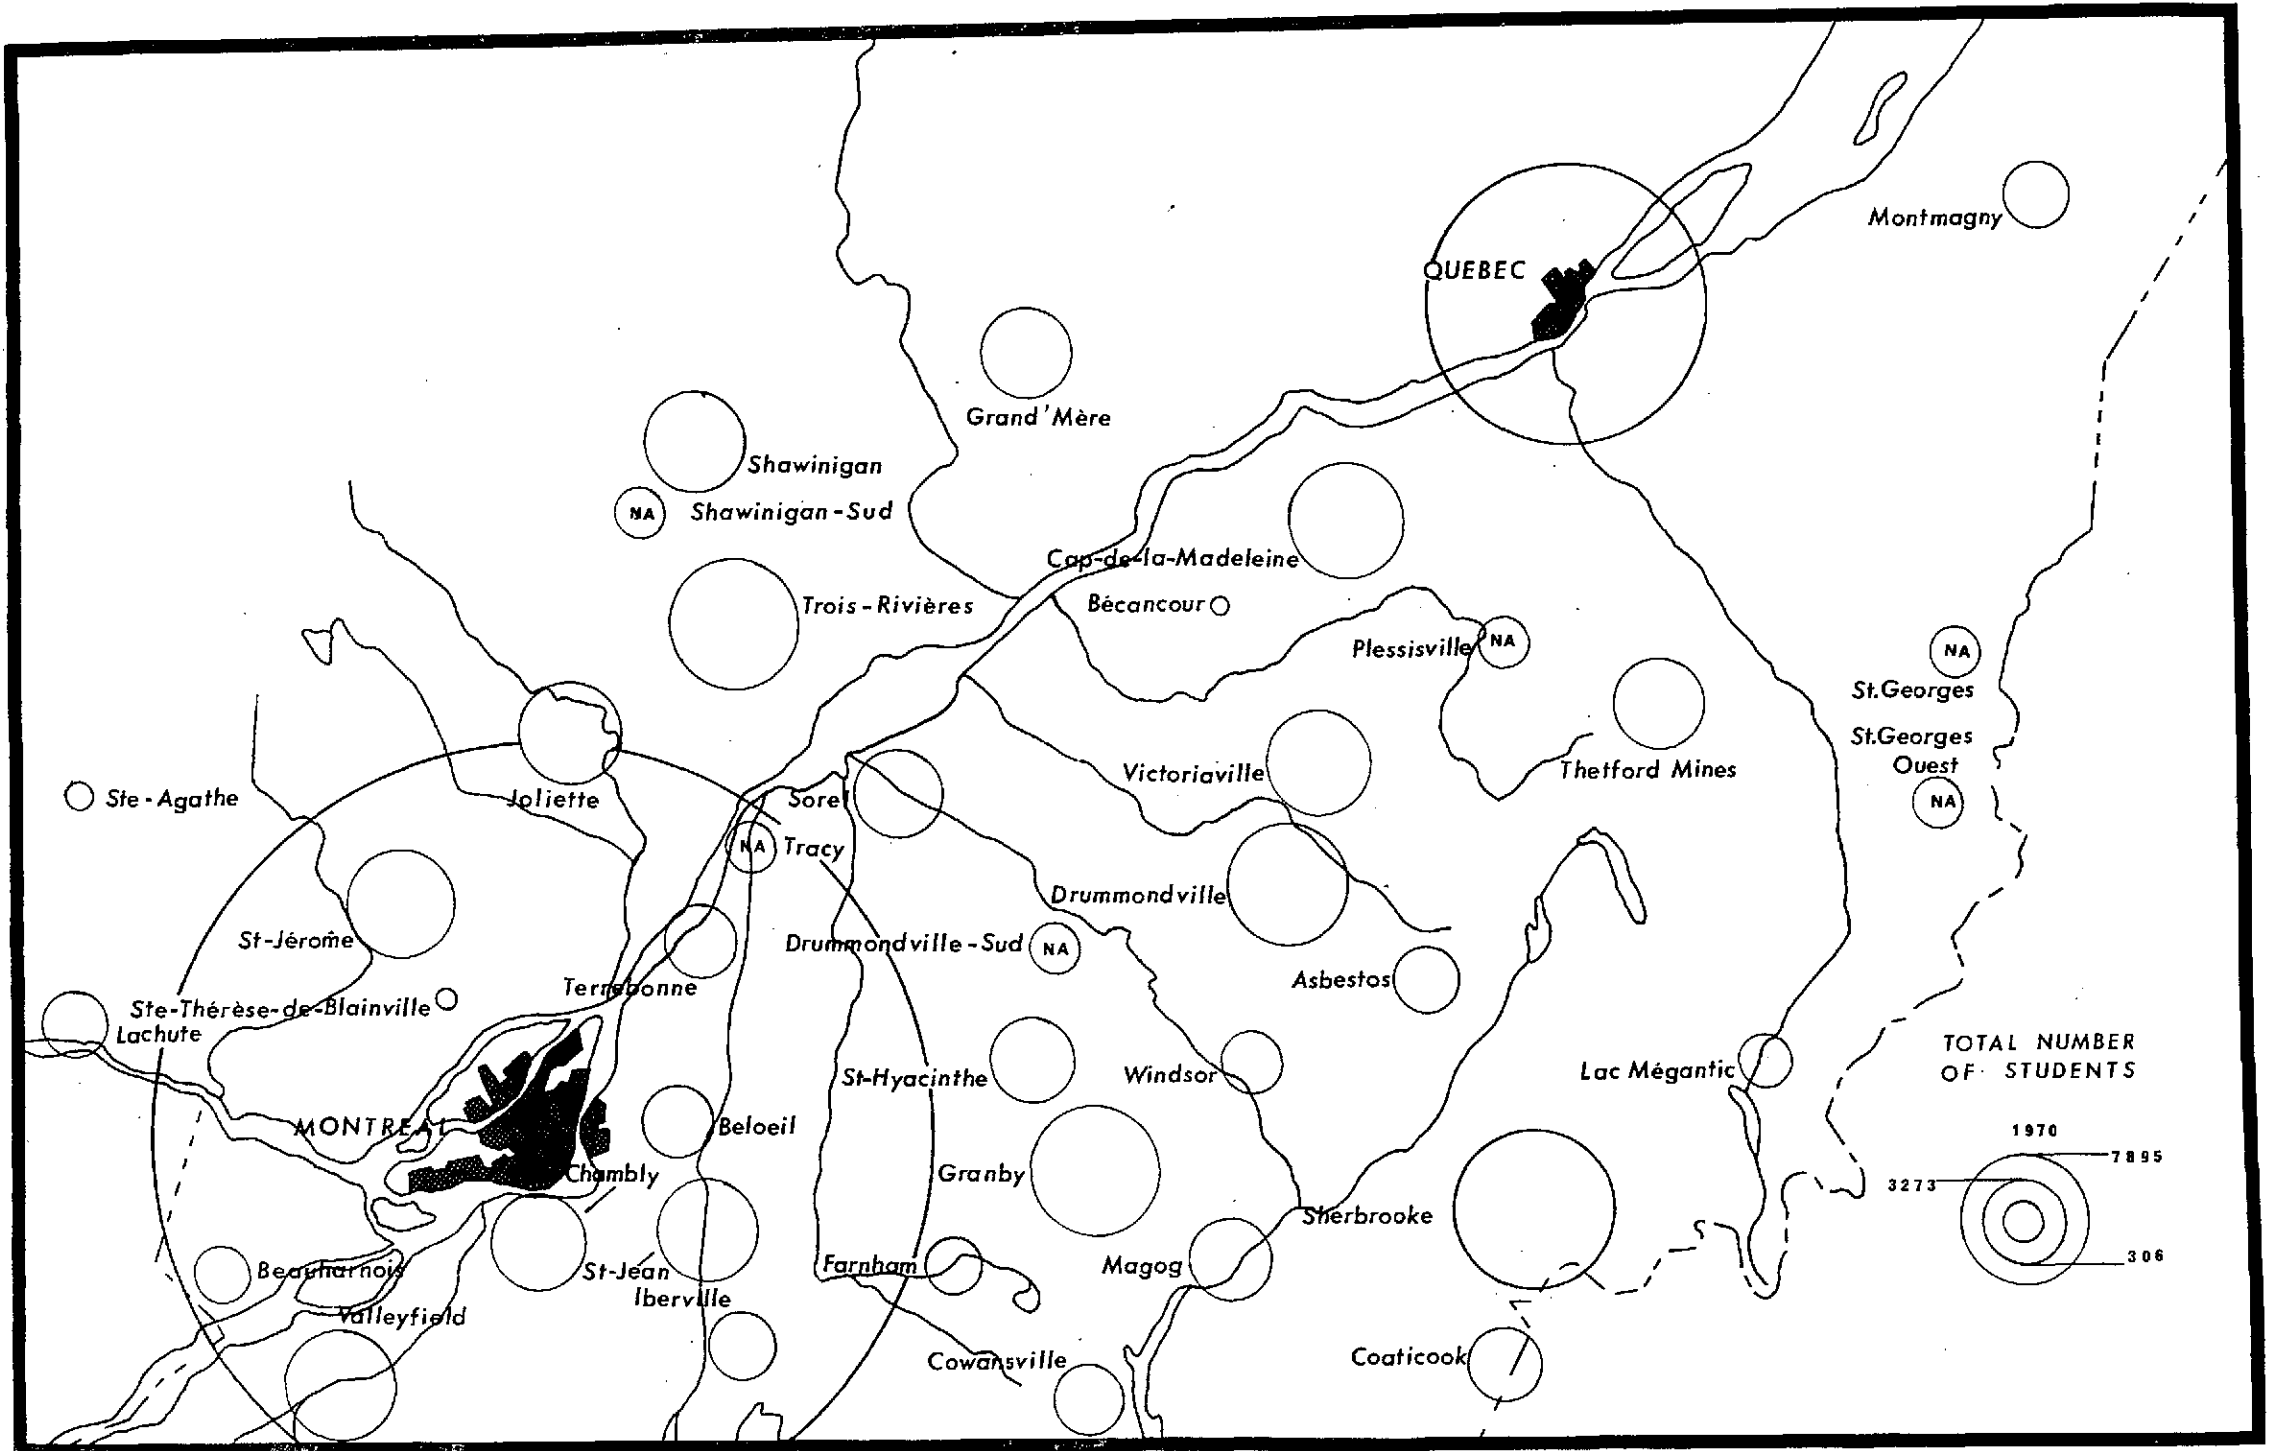 Montmagny
QUEBEC
Grand'Mère
Shawinigan
NA
Shawinigan-Sud
Cap-de-la-Madeleine
Trois-Rivières
Bécancour
Plessisville
NA
NA
St.Georges
St.Georges
Ouest
NA
Victoriaville
Thetford Mines
Ste-Agathe
Joliette
Sorel
NA
Tracy
Drummondville
St-Jérome
Drummondville-Sud
NA
Asbestos
Terrebonne
Ste-Thérèse-de-Blainville
Lachute
St-Hyacinthe
Windsor
Lac Mégantic
TOTAL NUMBER
OF STUDENTS
MONTREAL
Beloeil
1970
7895
Chambly
Granby
3273
Sherbrooke
306
Beauharnois
St-Jean
Iberville
Farnham
Magog
Valleyfield
Cowansville
Coaticook